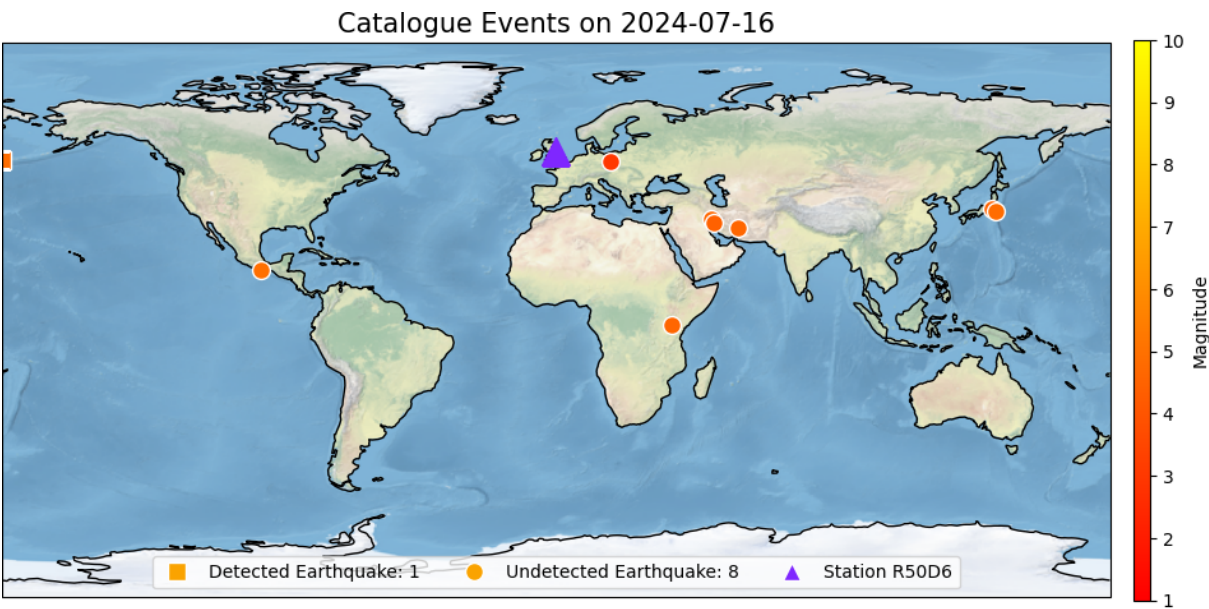 Catalogue Events on 2024-07-16
10
9
8
7
6
5
4
3
2
1
Magnitude
Detected Earthquake: 1
Undetected Earthquake: 8
Station R50D6